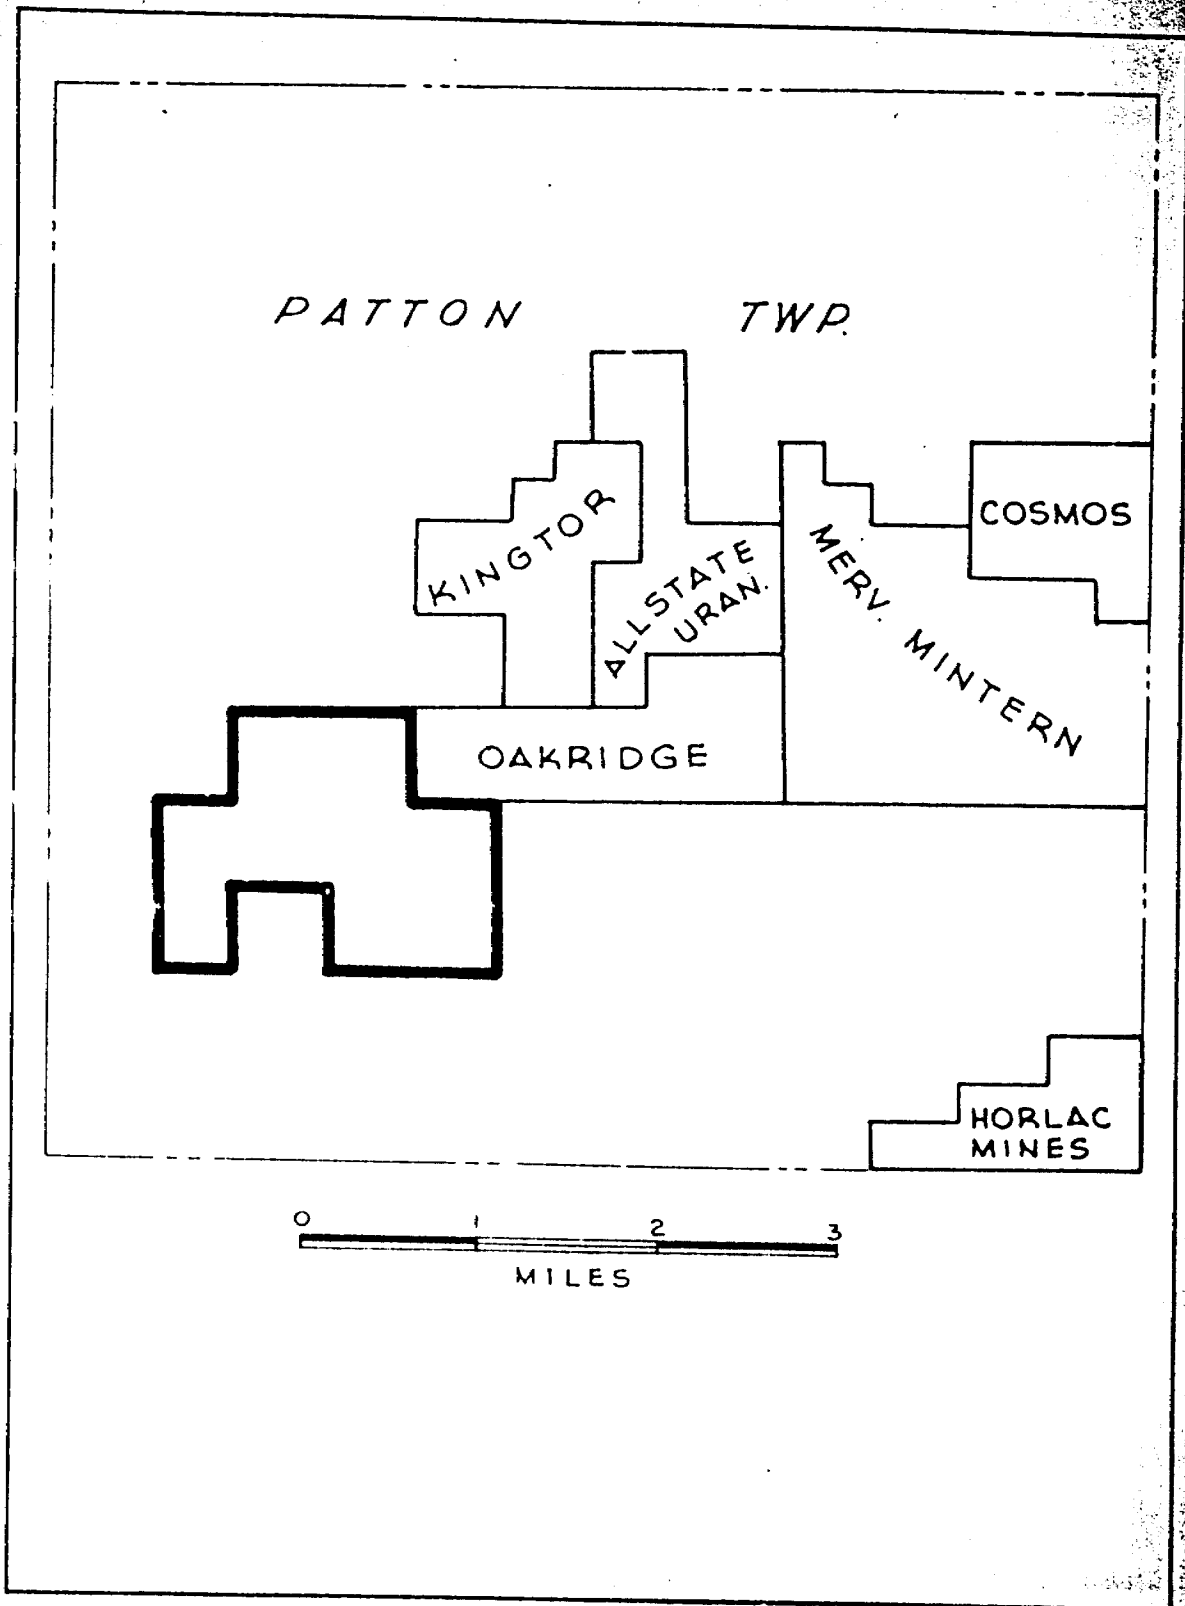 PATTON TWP.
KINGTOR
ALLSTATE
URAN.
MERV. MINTERN
COSMOS
OAKRIDGE
HORLAC
MINES
0 1 2 3
MILES